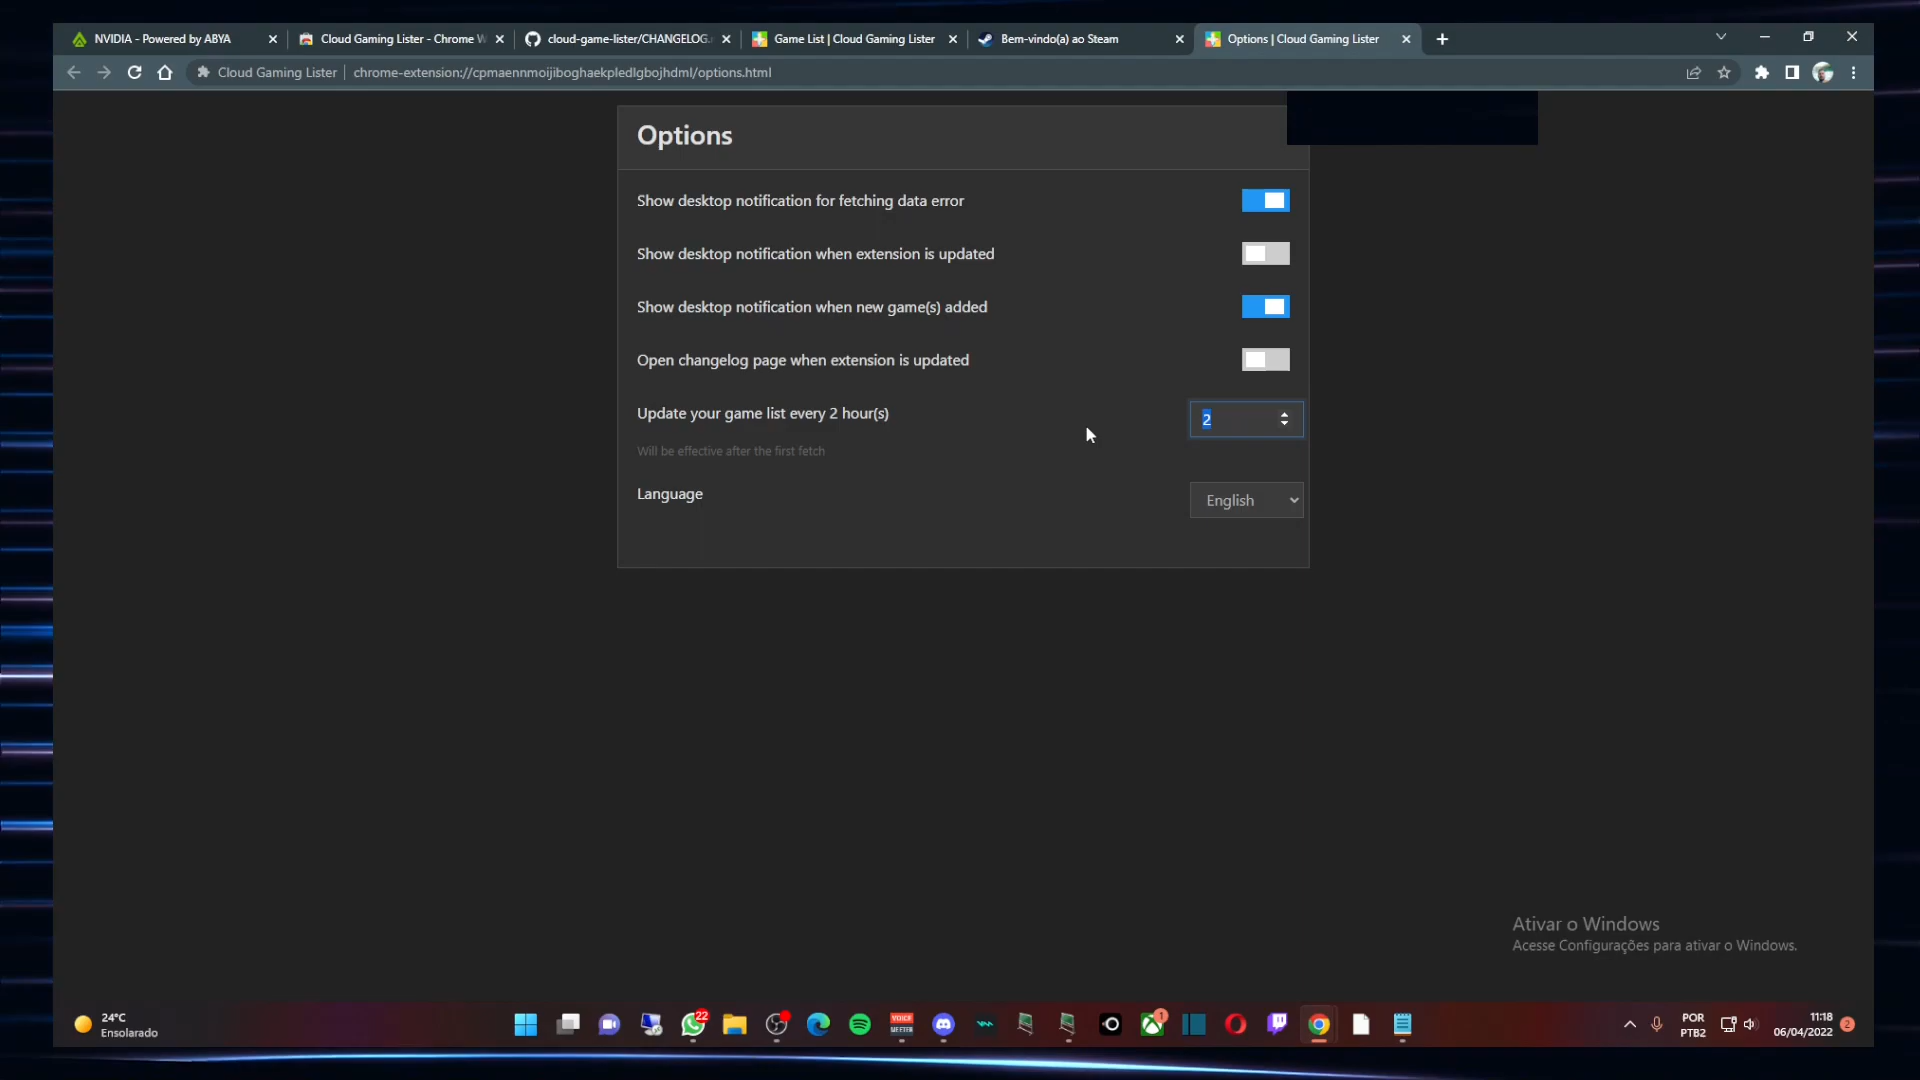 NVIDIA - Powered by ABYA
Cloud Gaming Lister - Chrome W
cloud-game-lister/CHANGELOG.
Game List | Cloud Gaming Lister
Bem-vindo(a) ao Steam
Options | Cloud Gaming Lister
Cloud Gaming Lister | chrome-extension://cpmaennmoijiboghaekpledlgbojhdml/options.html
Options
Show desktop notification for fetching data error
Show desktop notification when extension is updated
Show desktop notification when new game(s) added
Open changelog page when extension is updated
Update your game list every 2 hour(s)
2
Will be effective after the first fetch
Language
English
Ativar o Windows
Acesse Configurações para ativar o Windows.
24°C
Ensolarado
22
VOICE
MEETER
1
POR
PTB2
11:18
06/04/2022
2